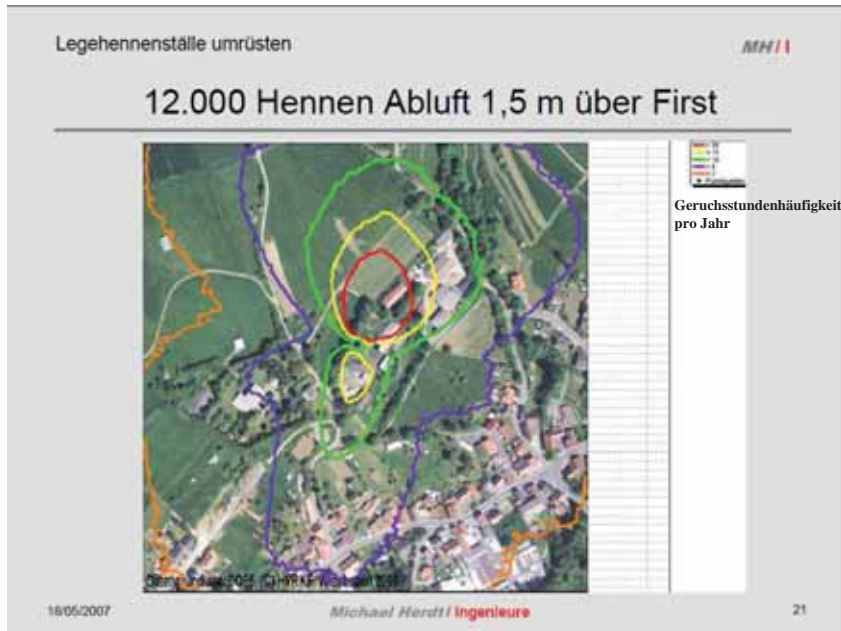 Legehennenställe umrüsten
MH//I
12.000 Hennen Abluft 1,5 m über First
Geruchsstundenhäufigkeit
pro Jahr
18/05/2007
Michael Herdt / Ingenieure
21